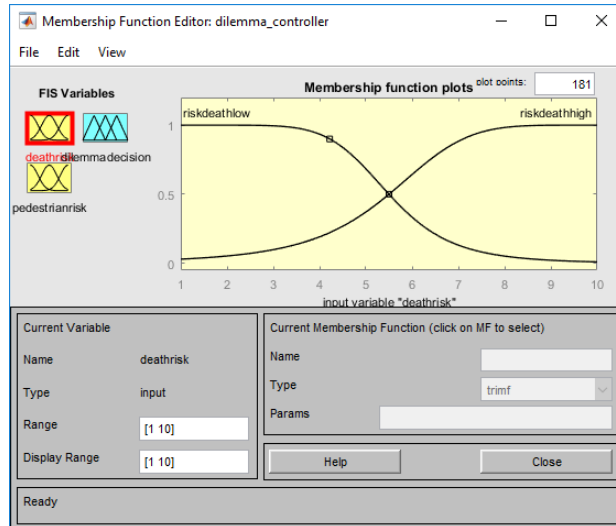 Membership Function Editor: dilemma_controller
File Edit View
FIS Variables
deathrisk
dilemmadecision
pedestrianrisk
Membership function plots
plot points:
181
riskdeathlow
riskdeathhigh
1
0.5
0
1 2 3 4 5 6 7 8 9 10
input variable "deathrisk"
Current Variable
Name deathrisk
Type input
Range [1 10]
Display Range [1 10]
Current Membership Function (click on MF to select)
Name
Type trimf
Params
Help Close
Ready